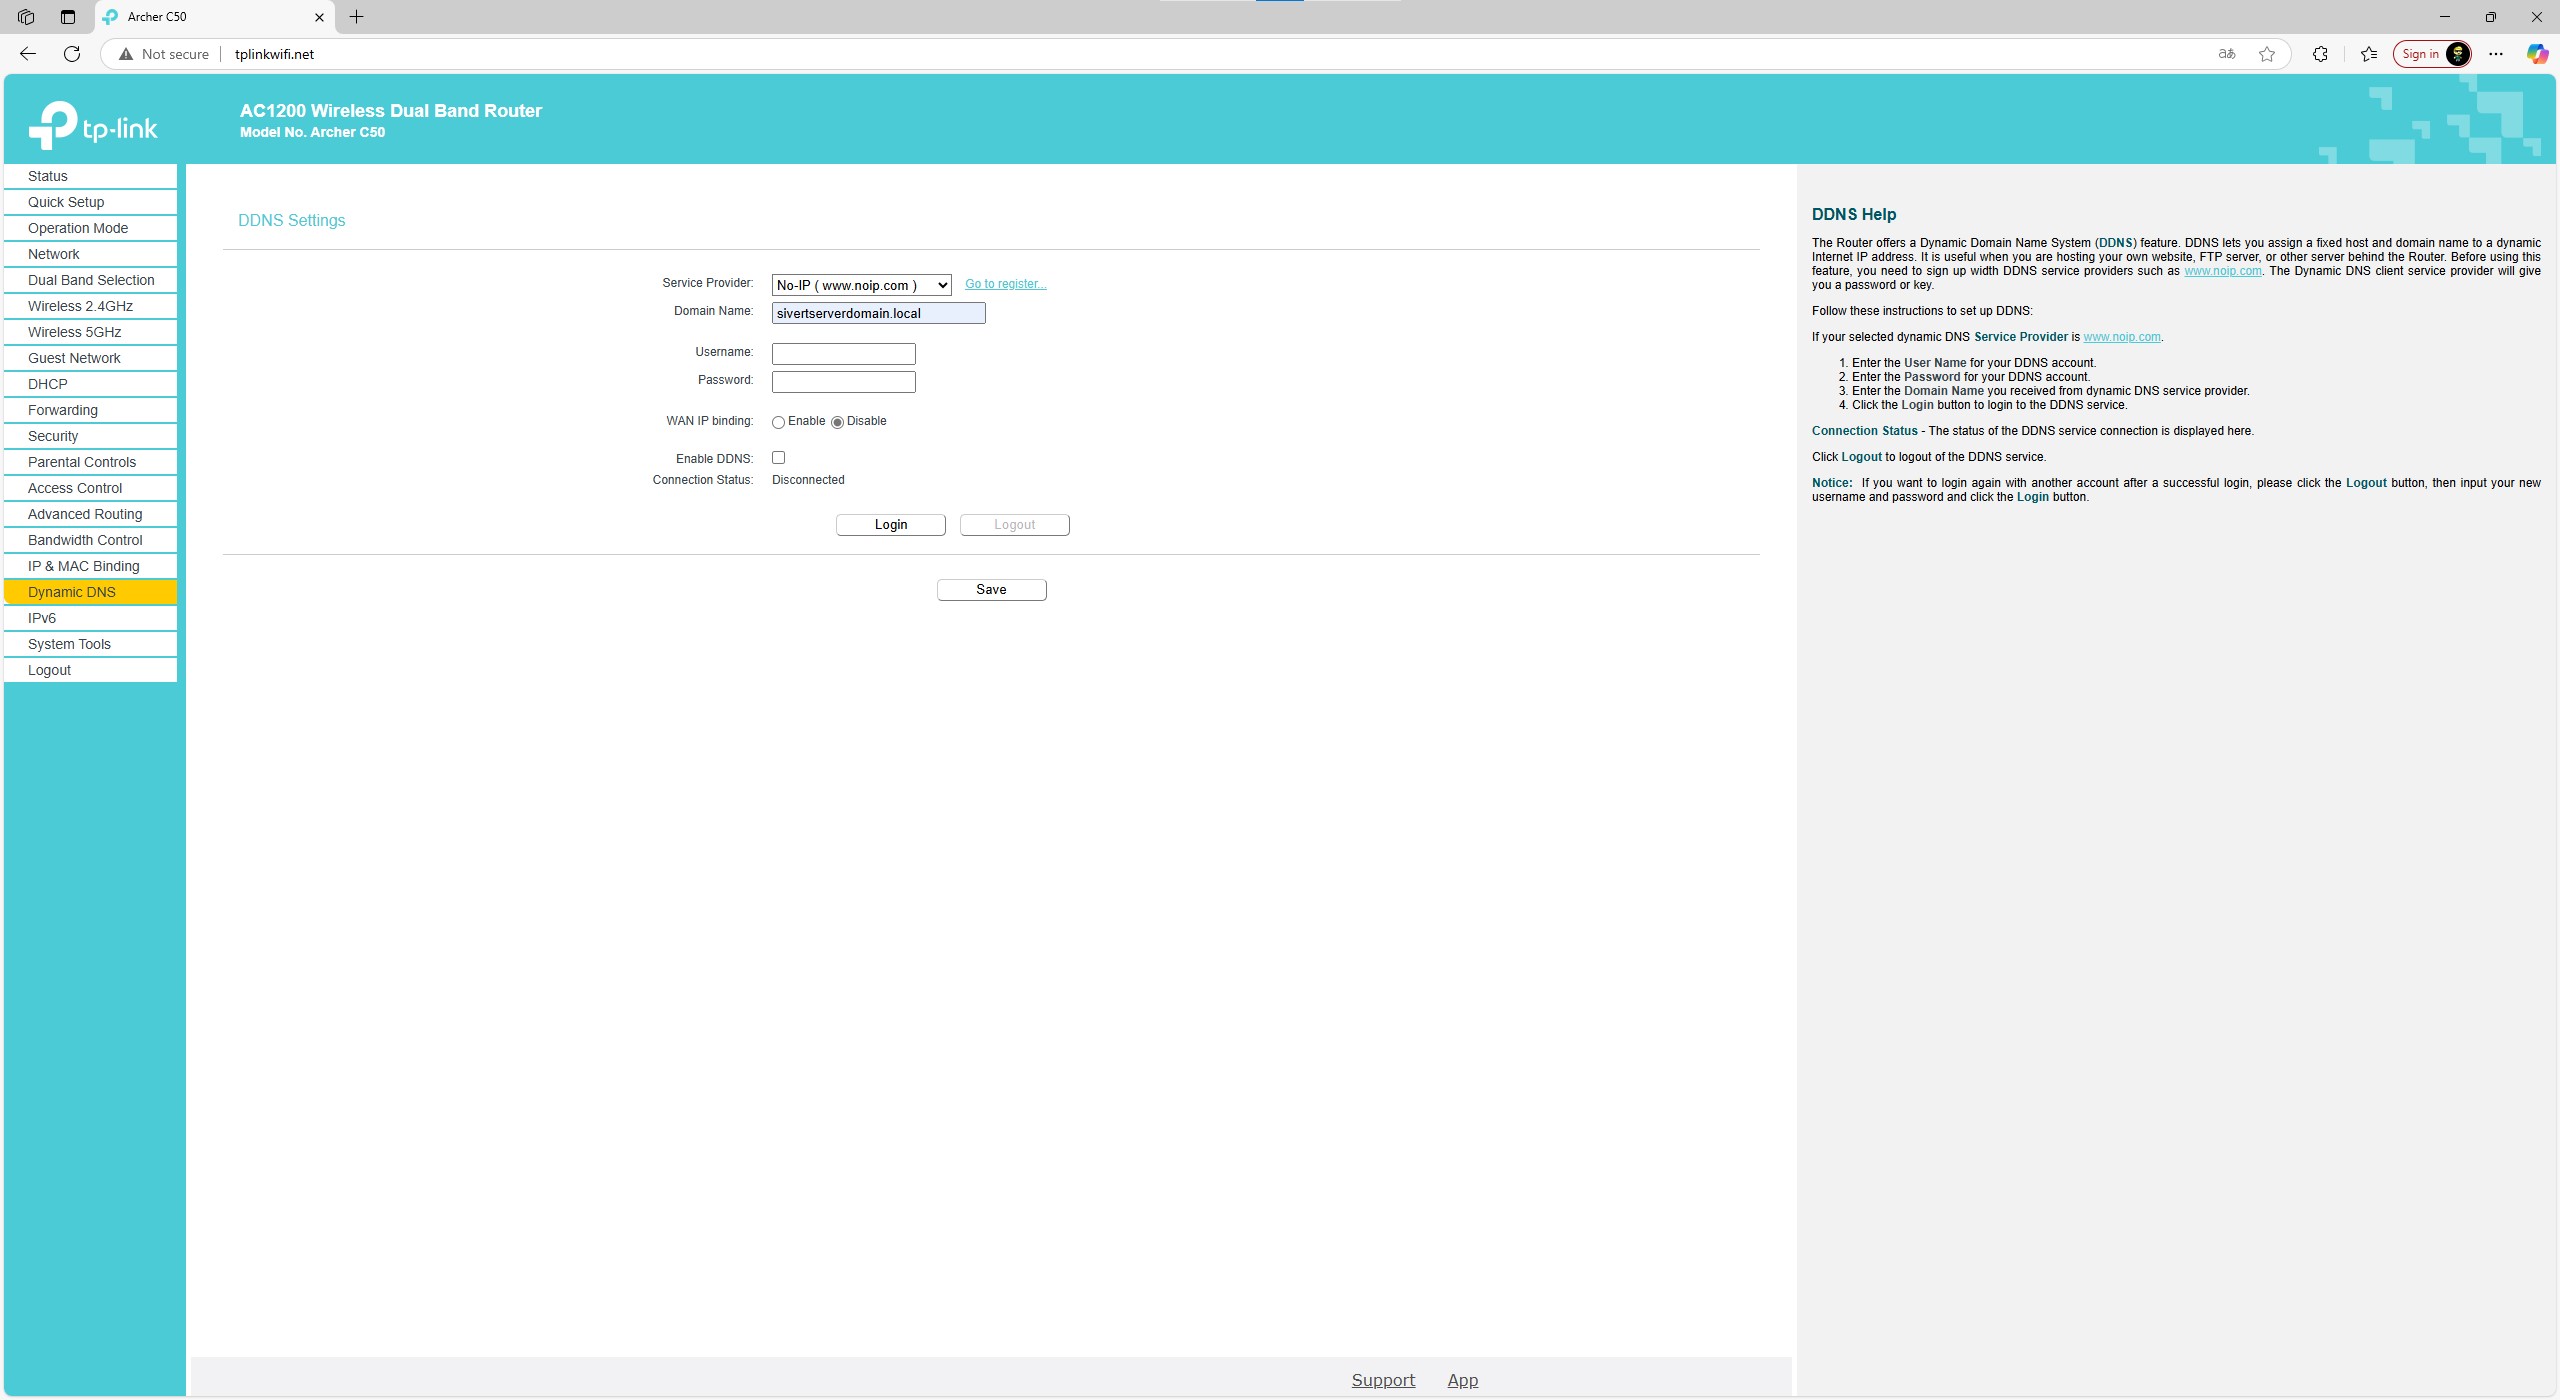 Archer C50
Not secure
tplinkwifi.net
aあ
Sign in
tp-link
AC1200 Wireless Dual Band Router
Model No. Archer C50
Status
Quick Setup
Operation Mode
Network
Dual Band Selection
Wireless 2.4GHz
Wireless 5GHz
Guest Network
DHCP
Forwarding
Security
Parental Controls
Access Control
Advanced Routing
Bandwidth Control
IP & MAC Binding
Dynamic DNS
IPv6
System Tools
Logout
DDNS Settings
Service Provider: No-IP ( www.noip.com ) Go to register...
Domain Name: sivertserverdomain.local
Username:
Password:
WAN IP binding: Enable Disable
Enable DDNS:
Connection Status: Disconnected
Login Logout
Save
DDNS Help
The Router offers a Dynamic Domain Name System (DDNS) feature. DDNS lets you assign a fixed host and domain name to a dynamic
Internet IP address. It is useful when you are hosting your own website, FTP server, or other server behind the Router. Before using this
feature, you need to sign up width DDNS service providers such as www.noip.com. The Dynamic DNS client service provider will give
you a password or key.
Follow these instructions to set up DDNS:
If your selected dynamic DNS Service Provider is www.noip.com.
1. Enter the User Name for your DDNS account.
2. Enter the Password for your DDNS account.
3. Enter the Domain Name you received from dynamic DNS service provider.
4. Click the Login button to login to the DDNS service.
Connection Status - The status of the DDNS service connection is displayed here.
Click Logout to logout of the DDNS service.
Notice: If you want to login again with another account after a successful login, please click the Logout button, then input your new
username and password and click the Login button.
Support App